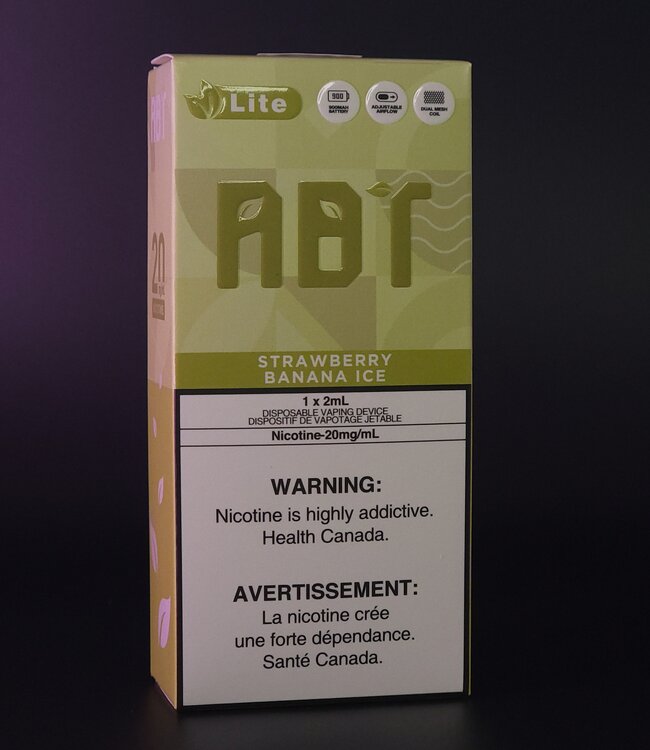 Lite
900
900MAH
BATTERY
ADJUSTABLE
AIRFLOW
DUAL MESH
COIL
ABT
STRAWBERRY
BANANA ICE
1 x 2mL
DISPOSABLE VAPING DEVICE
DISPOSITIF DE VAPOTAGE JETABLE
Nicotine-20mg/mL
WARNING:
Nicotine is highly addictive.
Health Canada.
AVERTISSEMENT:
La nicotine crée
une forte dépendance.
Santé Canada.
ABT
20